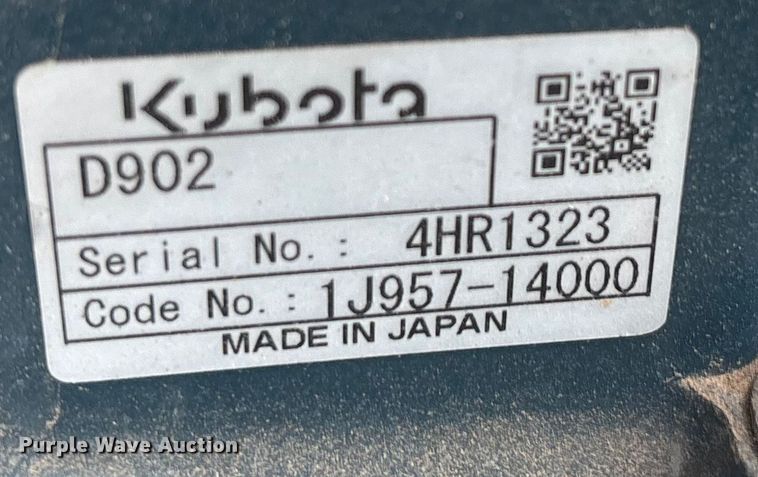 Kubota
D902
Serial No. : 4HR1323
Code No. : 1J957-14000
MADE IN JAPAN
Purple Wave Auction